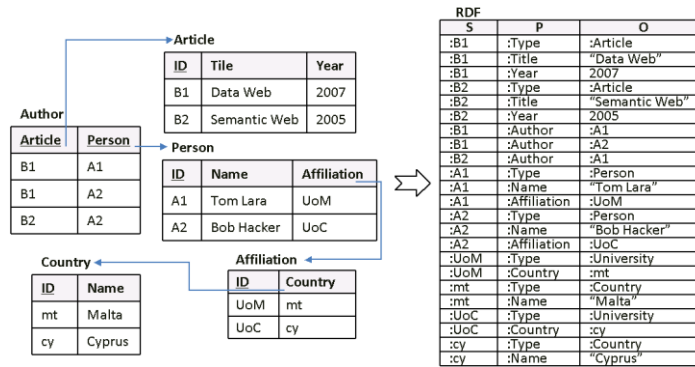 Article
ID Tile Year
B1 Data Web 2007
B2 Semantic Web 2005
Author
Article Person
B1 A1
B1 A2
B2 A2
Person
ID Name Affiliation
A1 Tom Lara UoM
A2 Bob Hacker UoC
Country
ID Name
mt Malta
cy Cyprus
Affiliation
ID Country
UoM mt
UoC cy
RDF
S P O
:B1 :Type :Article
:B1 :Title “Data Web”
:B1 :Year 2007
:B2 :Type :Article
:B2 :Title “Semantic Web”
:B2 :Year 2005
:B1 :Author :A1
:B1 :Author :A2
:B2 :Author :A1
:A1 :Type :Person
:A1 :Name “Tom Lara”
:A1 :Affiliation :UoM
:A2 :Type :Person
:A2 :Name “Bob Hacker”
:A2 :Affiliation :UoC
:UoM :Type :University
:UoM :Country :mt
:mt :Type :Country
:mt :Name “Malta”
:UoC :Type :University
:UoC :Country :cy
:cy :Type :Country
:cy :Name “Cyprus”